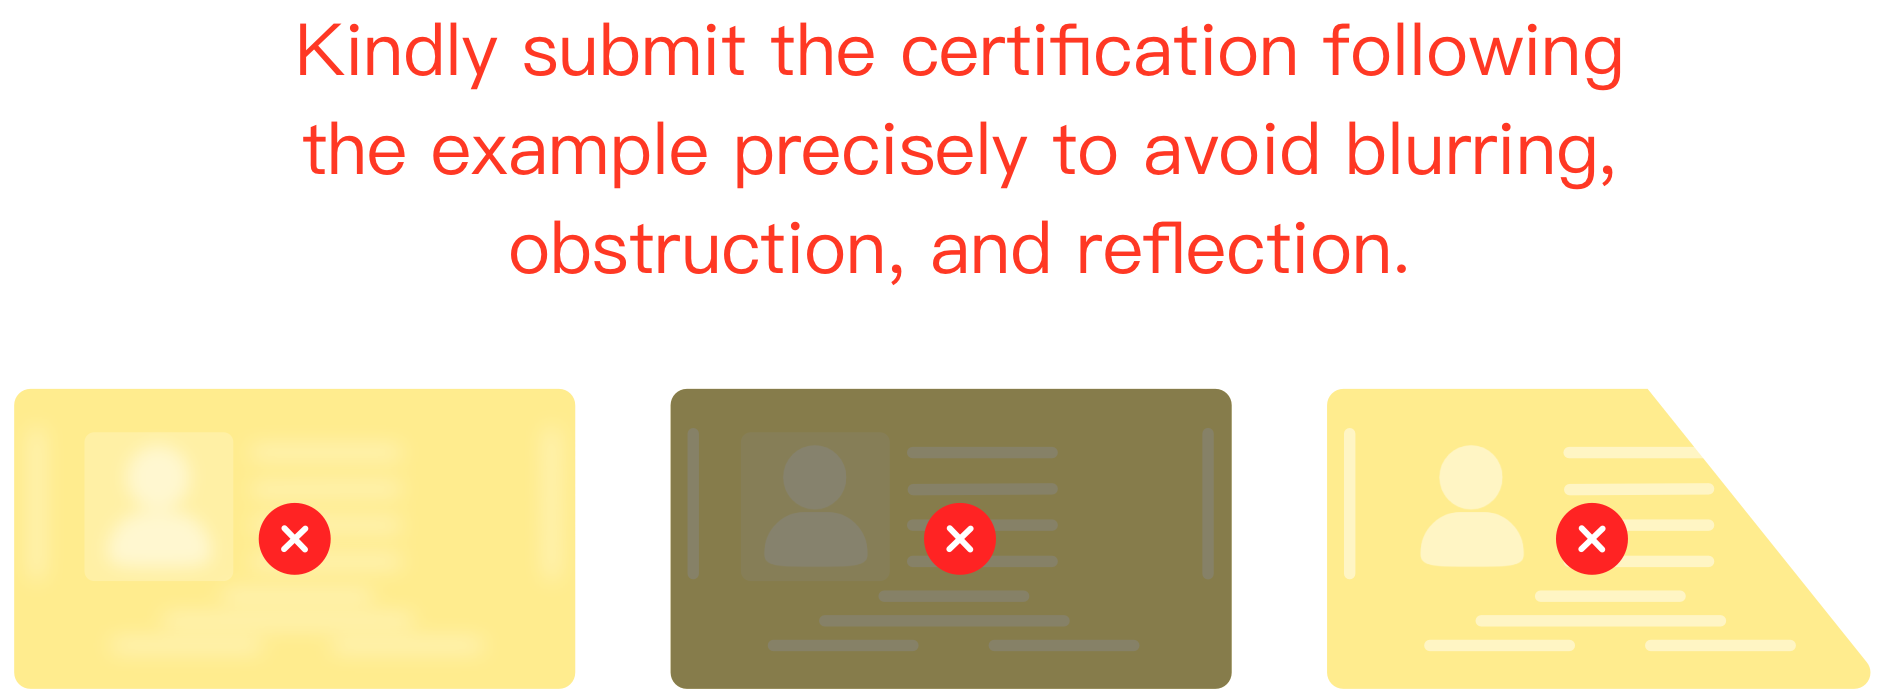 Kindly submit the certification following
the example precisely to avoid blurring,
obstruction, and reflection.